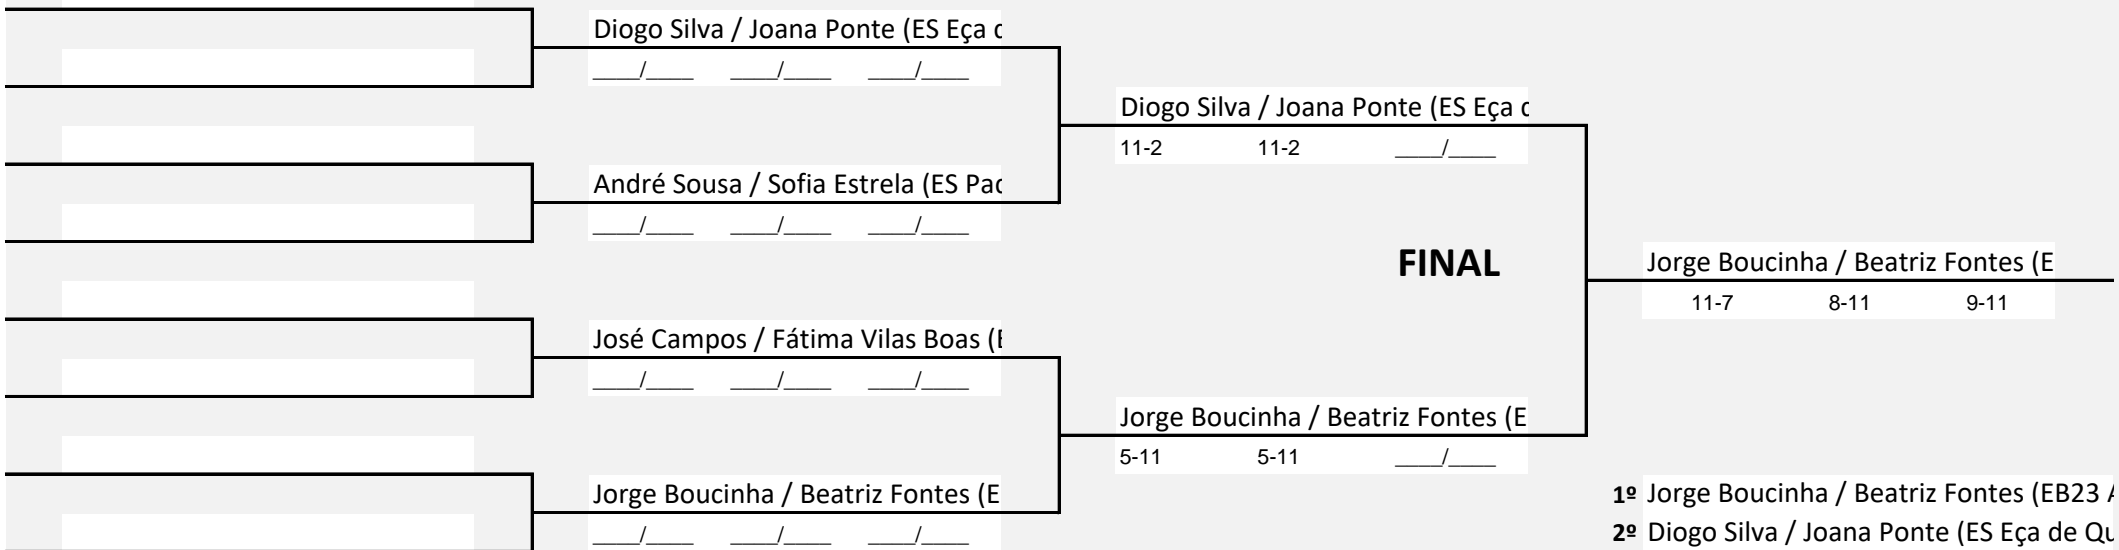 Diogo Silva / Joana Ponte (ES Eça
____/____ ____/____ ____/____
André Sousa / Sofia Estrela (ES
____/____ ____/____ ____/____
José Campos / Fátima Vilas Boas (
____/____ ____/____ ____/____
Jorge Boucinha / Beatriz Fontes (E
____/____ ____/____ ____/____
Diogo Silva / Joana Ponte (ES Eça
11-2 11-2 ____/____
Jorge Boucinha / Beatriz Fontes (E
5-11 5-11 ____/____
FINAL
Jorge Boucinha / Beatriz Fontes (E
11-7 8-11 9-11
1º Jorge Boucinha / Beatriz Fontes (EB23
2º Diogo Silva / Joana Ponte (ES Eça de Qu